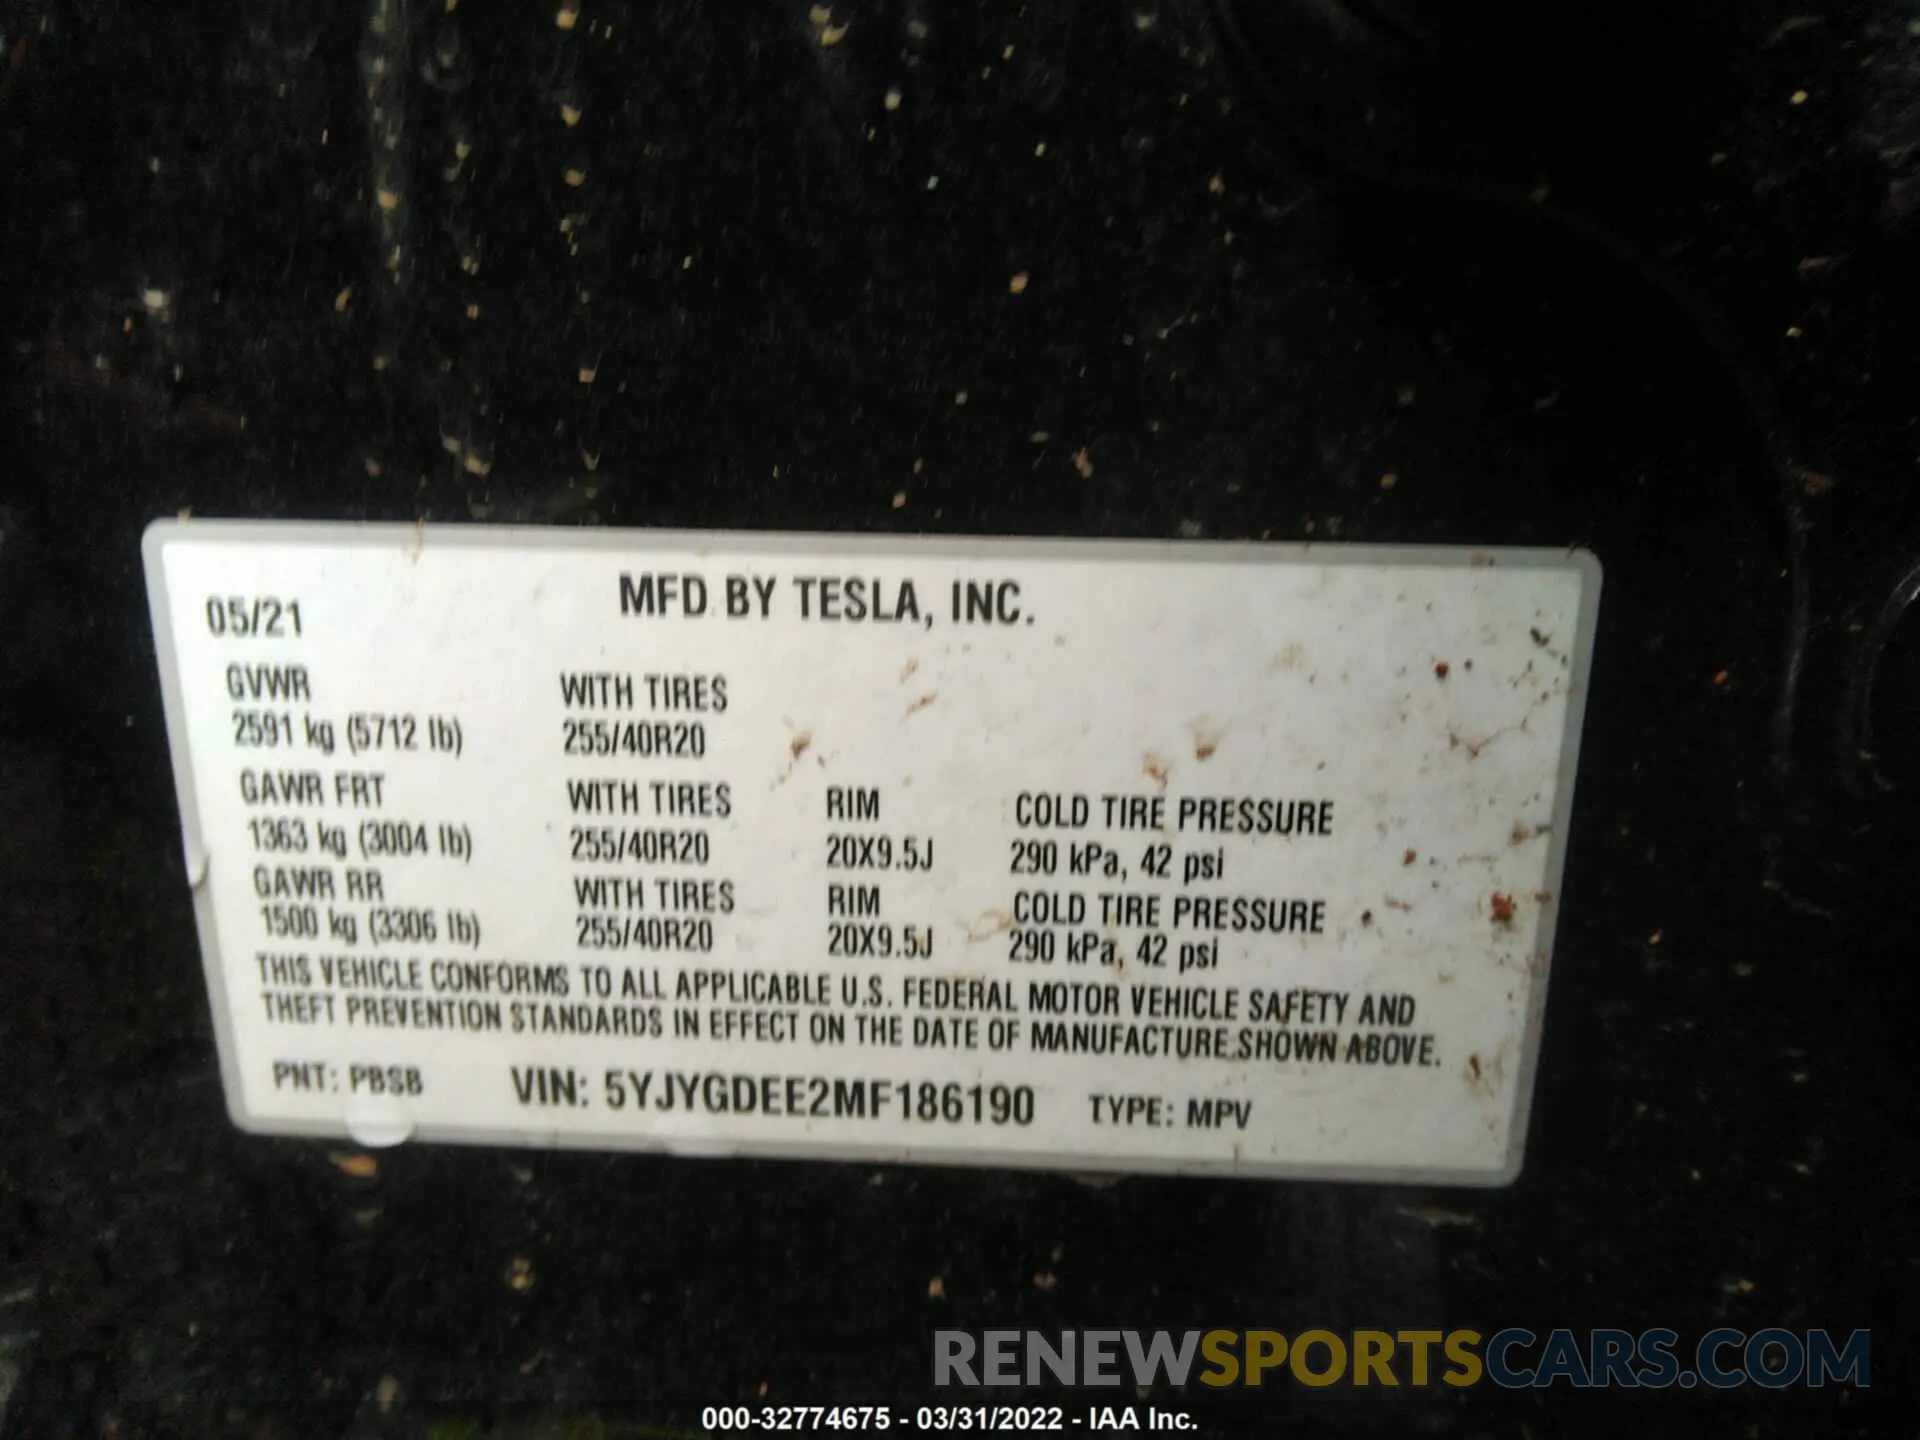 05/21 MFD BY TESLA, INC.
GVWR WITH TIRES
2591 kg (5712 lb) 255/40R20
GAWR FRT WITH TIRES RIM COLD TIRE PRESSURE
1363 kg (3004 lb) 255/40R20 20X9.5J 290 kPa, 42 psi
GAWR RR WITH TIRES RIM COLD TIRE PRESSURE
1500 kg (3306 lb) 255/40R20 20X9.5J 290 kPa, 42 psi
THIS VEHICLE CONFORMS TO ALL APPLICABLE U.S. FEDERAL MOTOR VEHICLE SAFETY AND
THEFT PREVENTION STANDARDS IN EFFECT ON THE DATE OF MANUFACTURE SHOWN ABOVE.
PNT: PBSB VIN: 5YJYGDEE2MF186190 TYPE: MPV
RENEWSPORTSCARS.COM
000-32774675 - 03/31/2022 - IAA Inc.